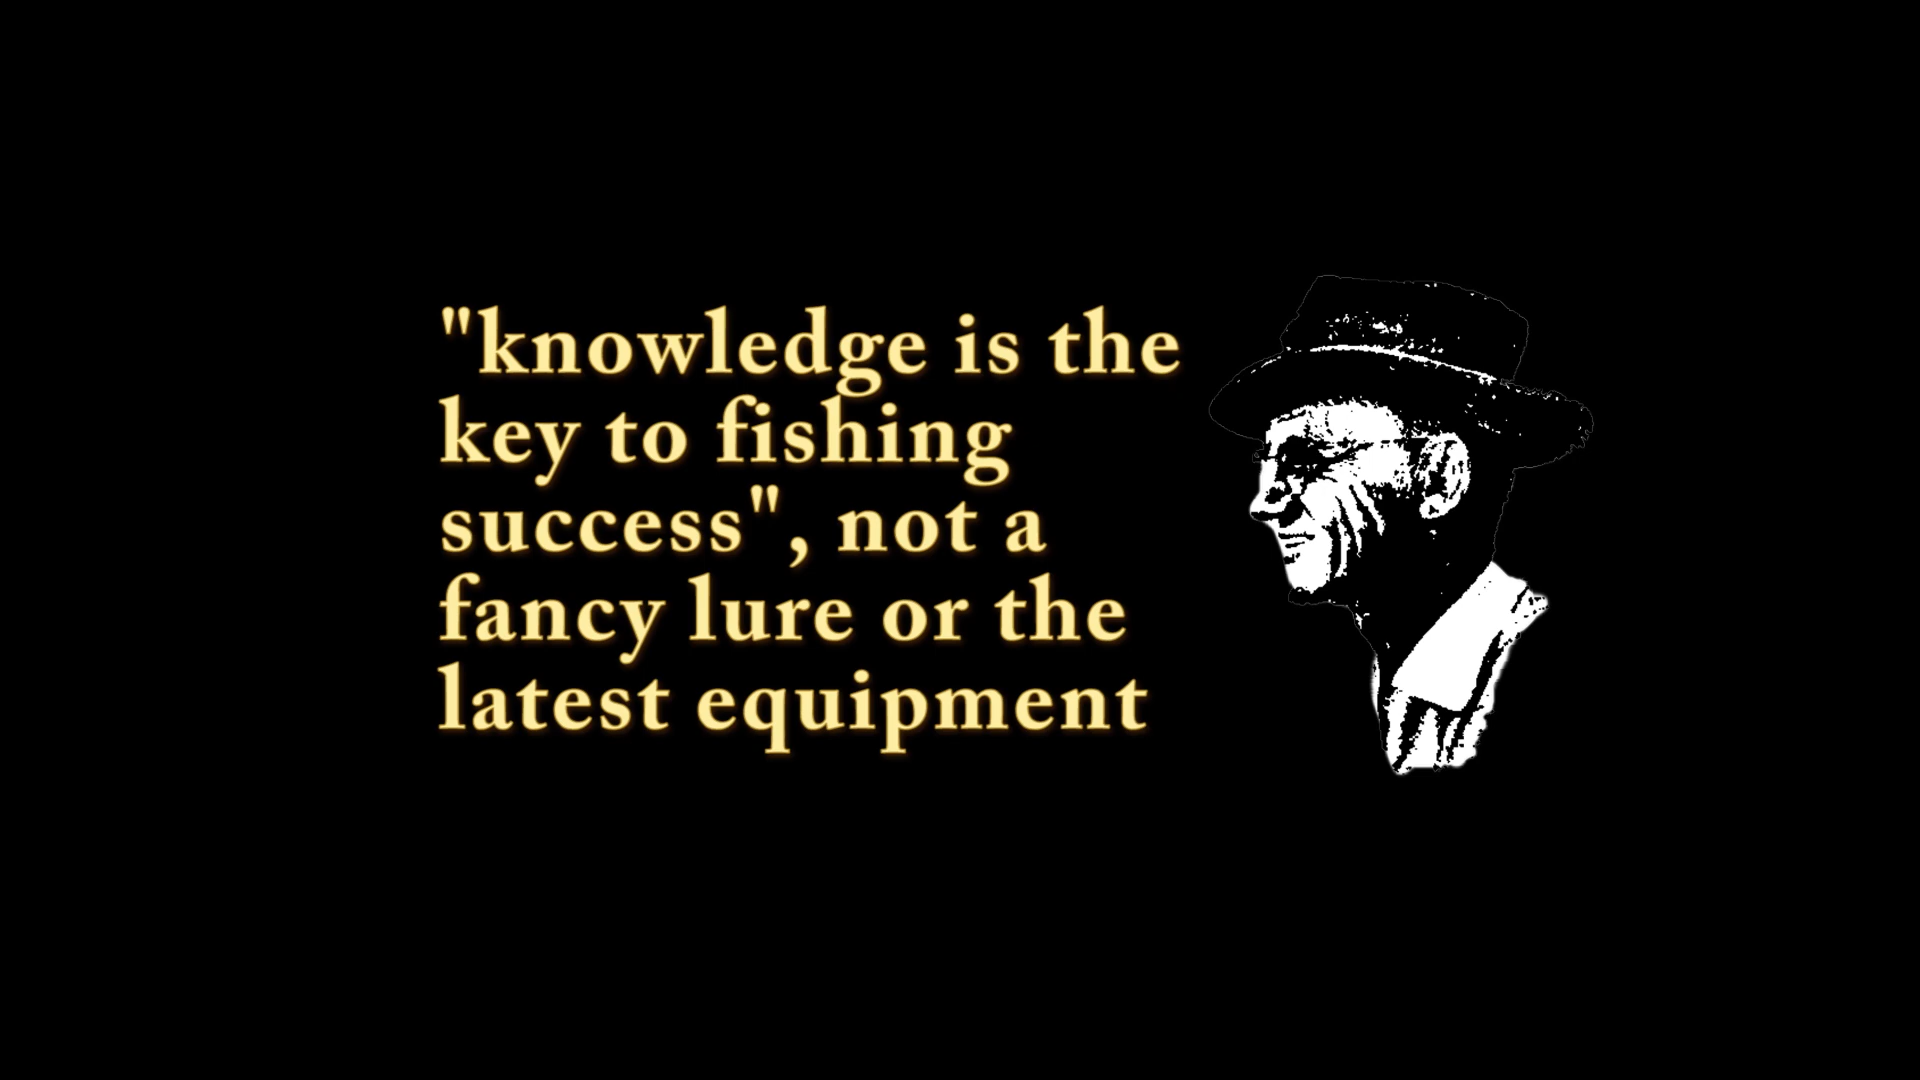 "knowledge is the
key to fishing
success", not a
fancy lure or the
latest equipment